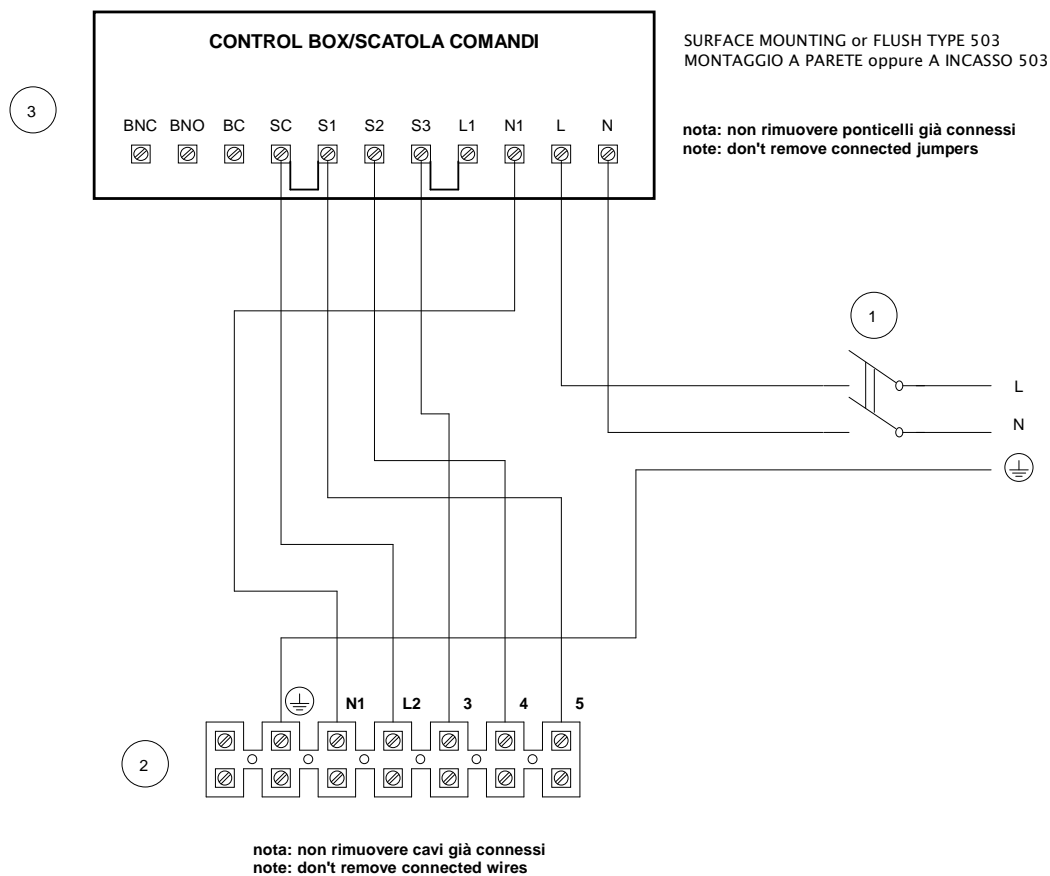 CONTROL BOX/SCATOLA COMANDI
SURFACE MOUNTING or FLUSH TYPE 503
MONTAGGIO A PARETE oppure A INCASSO 503
3
BNC BNO BC SC S1 S2 S3 L1 N1 L N
nota: non rimuovere ponticelli già connessi
note: don't remove connected jumpers
1
L
N
N1 L2 3 4 5
2
nota: non rimuovere cavi già connessi
note: don't remove connected wires